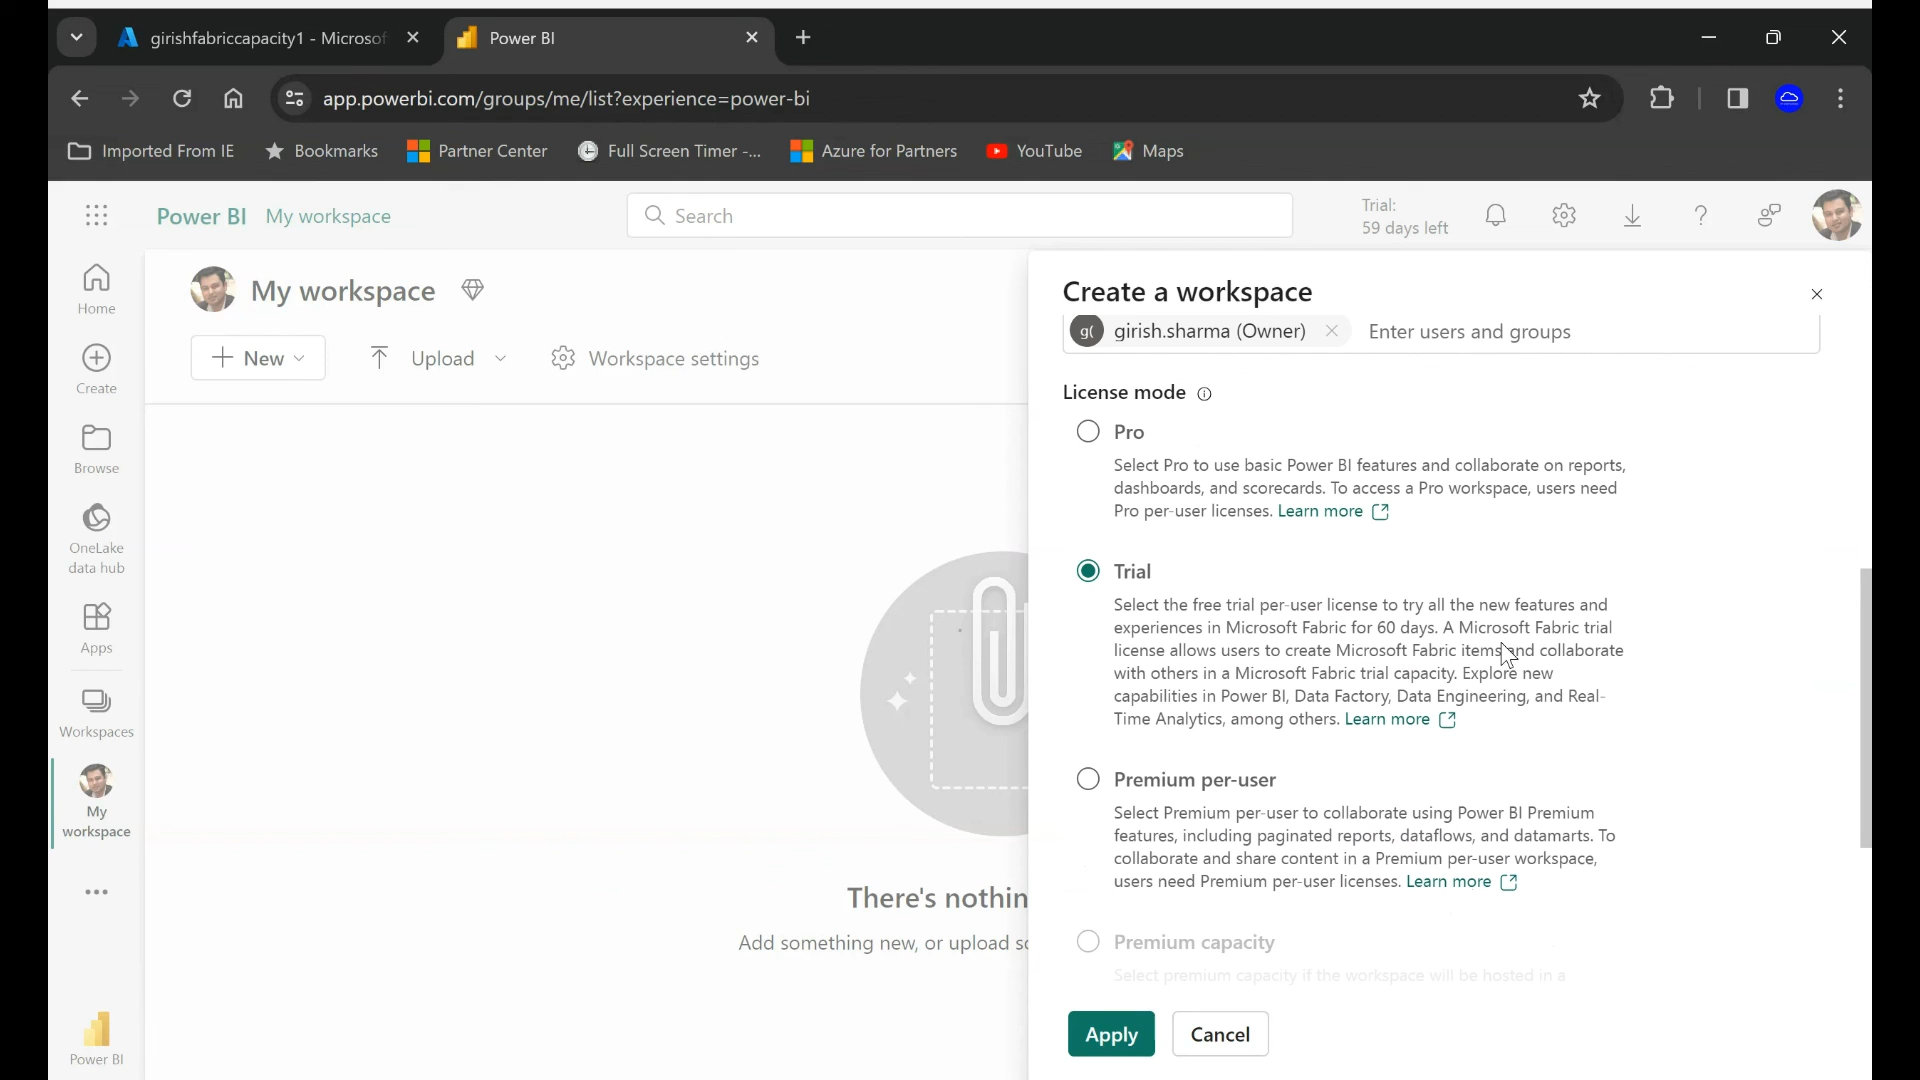 girishfabriccapacity1 - Microsof
Power BI
app.powerbi.com/groups/me/list?experience=power-bi
Imported From IE
Bookmarks
Partner Center
Full Screen Timer -...
Azure for Partners
YouTube
Maps
Power BI
My workspace
Search
Trial:
59 days left
Home
Create
Browse
OneLake
data hub
Apps
Workspaces
My
workspace
Power BI
My workspace
New
Upload
Workspace settings
There's nothin
Add something new, or upload
Create a workspace
g(
girish.sharma (Owner)
Enter users and groups
License mode
Pro
Select Pro to use basic Power BI features and collaborate on reports,
dashboards, and scorecards. To access a Pro workspace, users need
Pro per-user licenses. Learn more
Trial
Select the free trial per-user license to try all the new features and
experiences in Microsoft Fabric for 60 days. A Microsoft Fabric trial
license allows users to create Microsoft Fabric items and collaborate
with others in a Microsoft Fabric trial capacity. Explore new
capabilities in Power BI, Data Factory, Data Engineering, and Real-
Time Analytics, among others. Learn more
Premium per-user
Select Premium per-user to collaborate using Power BI Premium
features, including paginated reports, dataflows, and datamarts. To
collaborate and share content in a Premium per-user workspace,
users need Premium per-user licenses. Learn more
Premium capacity
Select premium capacity if the workspace will be hosted in a
Apply
Cancel